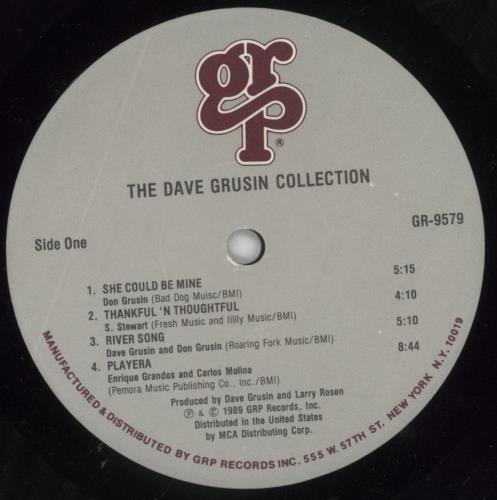 grp®
THE DAVE GRUSIN COLLECTION
GR-9579
Side One
1. SHE COULD BE MINE 5:15
Don Grusin (Bad Dog Muisc/BMI)
2. THANKFUL 'N THOUGHTFUL 4:10
S. Stewart (Fresh Music and Iillly Music/BMI)
3. RIVER SONG 5:10
Dave Grusin and Don Grusin (Roaring Fork Music/BMI)
4. PLAYERA 8:44
Enrique Grandos and Carlos Molina
(Pemora Music Publishing Co., Inc./BMI)
Produced by Dave Grusin and Larry Rosen
Ⓟ & © 1989 GRP Records, Inc.
Distributed in the United States
by MCA Distributing Corp.
MANUFACTURED & DISTRIBUTED BY GRP RECORDS INC. 555 W. 57TH ST. NEW YORK N.Y. 10019